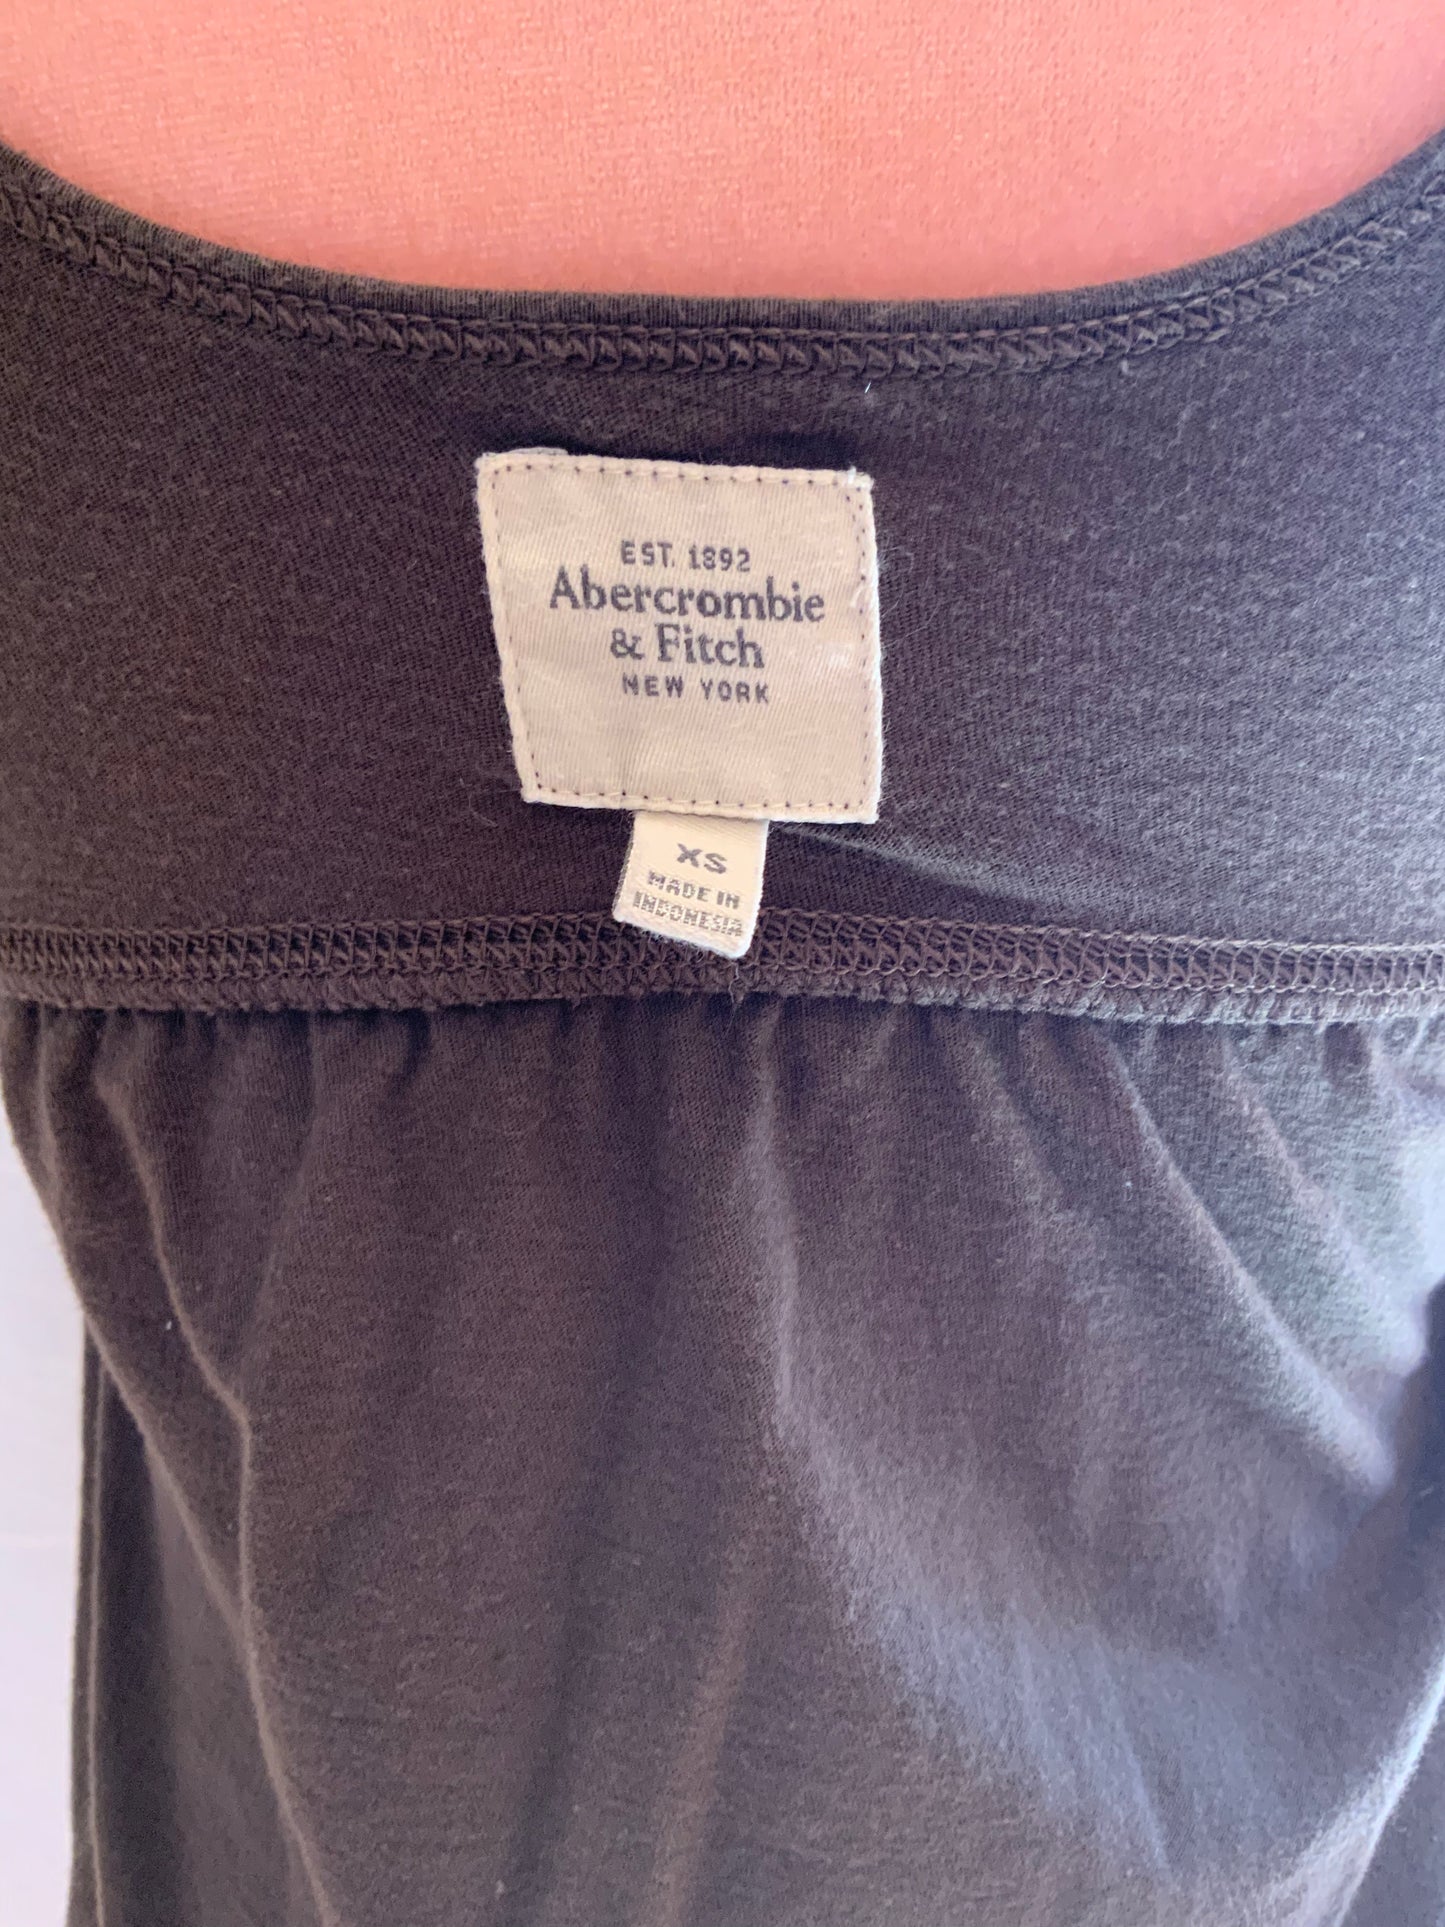 EST. 1892
Abercrombie
& Fitch
NEW YORK
XS
MADE IN
INDONESIA